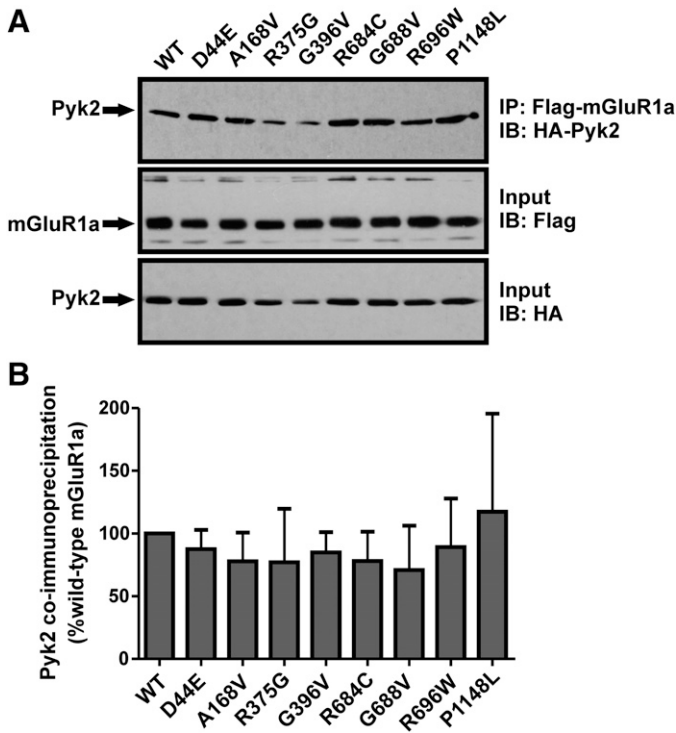 A
WT D44E A168V R375G G396V R684C G688V R696W P1148L
Pyk2
IP: Flag-mGluR1a
IB: HA-Pyk2
mGluR1a
Input
IB: Flag
Pyk2
Input
IB: HA
B
Pyk2 co-immunoprecipitation
(%wild-type mGluR1a)
200
150
100
50
0
WT D44E A168V R375G G396V R684C G688V R696W P1148L